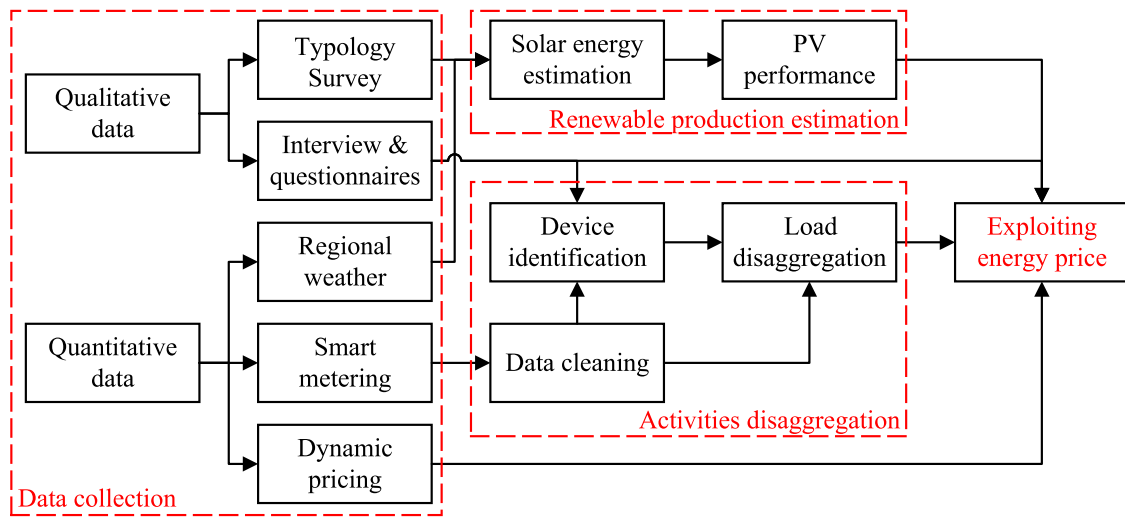 Qualitative
data
Typology
Survey
Interview &
questionnaires
Quantitative
data
Regional
weather
Smart
metering
Dynamic
pricing
Data collection
Solar energy
estimation
PV
performance
Renewable production estimation
Device
identification
Load
disaggregation
Data cleaning
Activities disaggregation
Exploiting
energy price